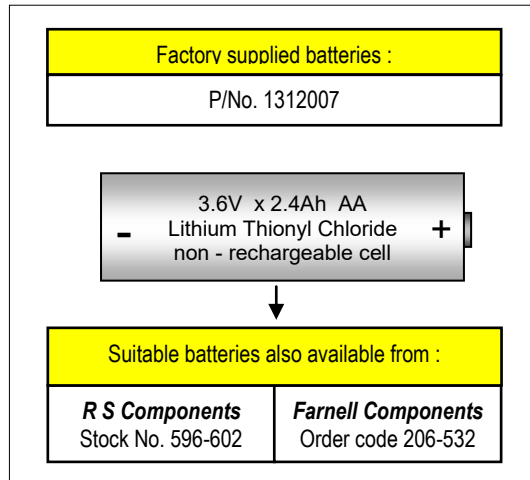 Factory supplied batteries :
P/No. 1312007
3.6V x 2.4Ah AA
- Lithium Thionyl Chloride +
non - rechargeable cell
Suitable batteries also available from :
R S Components Farnell Components
Stock No. 596-602 Order code 206-532